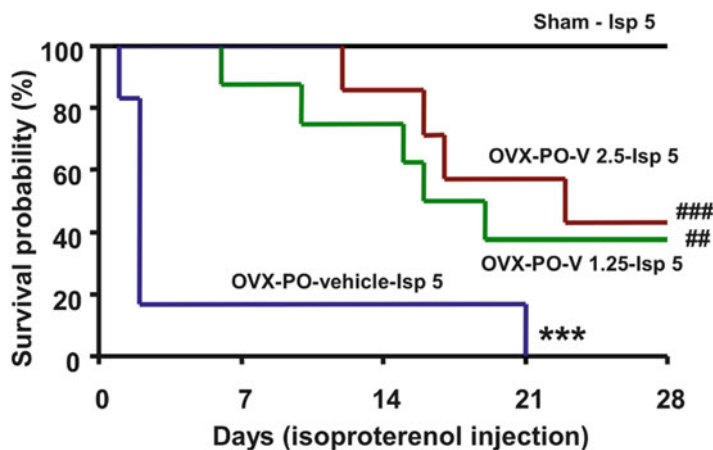 Sham - Isp 5
100
80
60
40
20
0
Survival probability (%)
OVX-PO-V 2.5-Isp 5
###
##
OVX-PO-V 1.25-Isp 5
OVX-PO-vehicle-Isp 5
***
0 7 14 21 28
Days (isoproterenol injection)